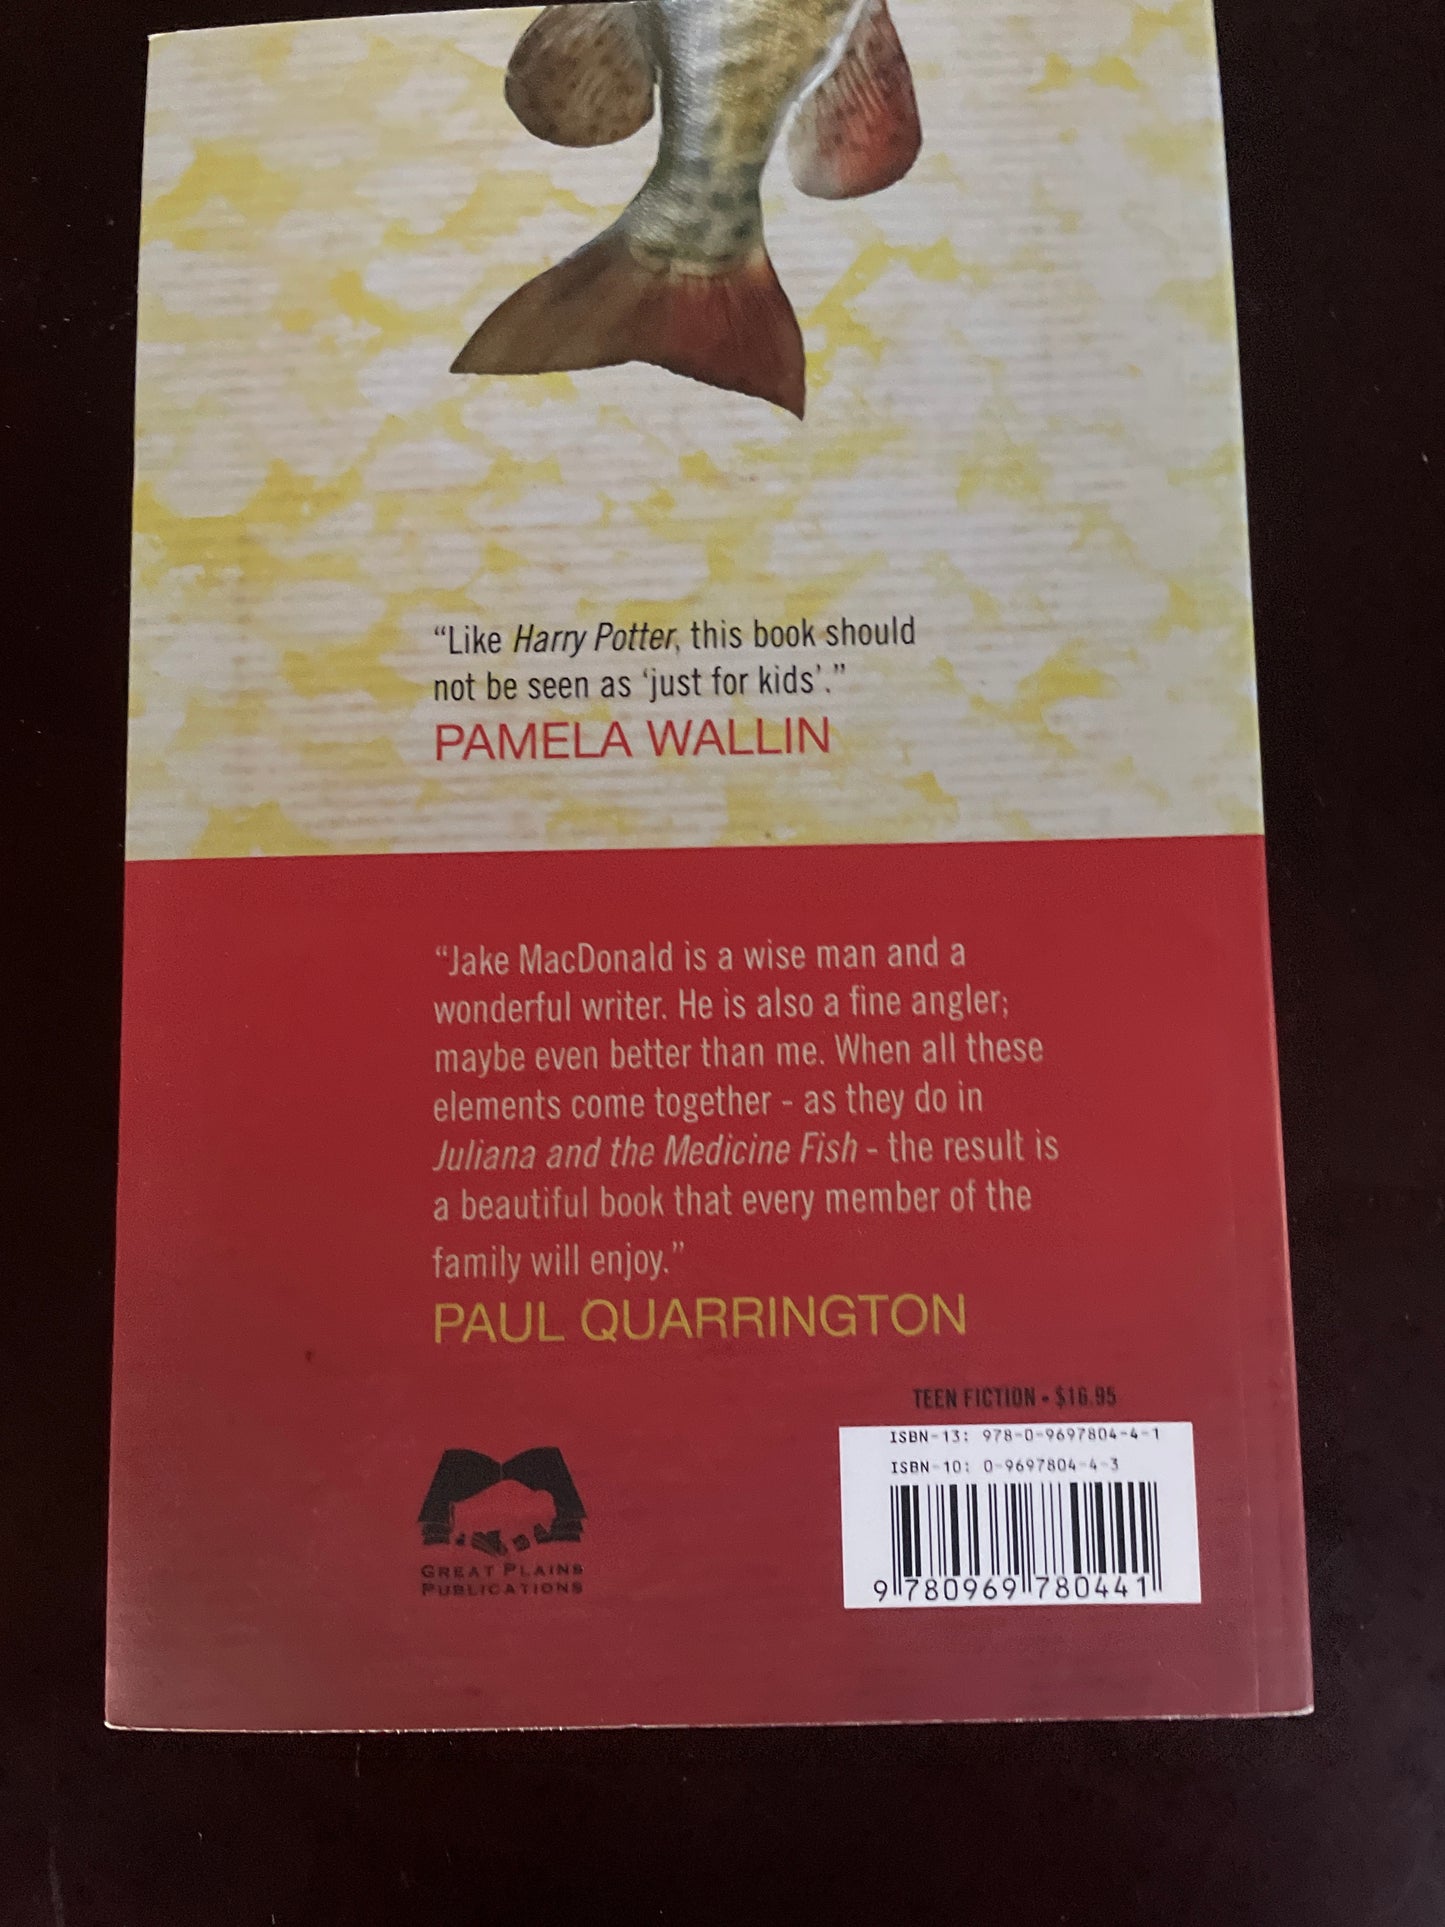 “Like Harry Potter, this book should
not be seen as ‘just for kids’.”
PAMELA WALLIN
“Jake MacDonald is a wise man and a
wonderful writer. He is also a fine angler;
maybe even better than me. When all these
elements come together - as they do in
Juliana and the Medicine Fish - the result is
a beautiful book that every member of the
family will enjoy.”
PAUL QUARRINGTON
TEEN FICTION • $16.95
ISBN-13: 978-0-9697804-4-1
ISBN-10: 0-9697804-4-3
9 780969 780441
GREAT PLAINS
PUBLICATIONS